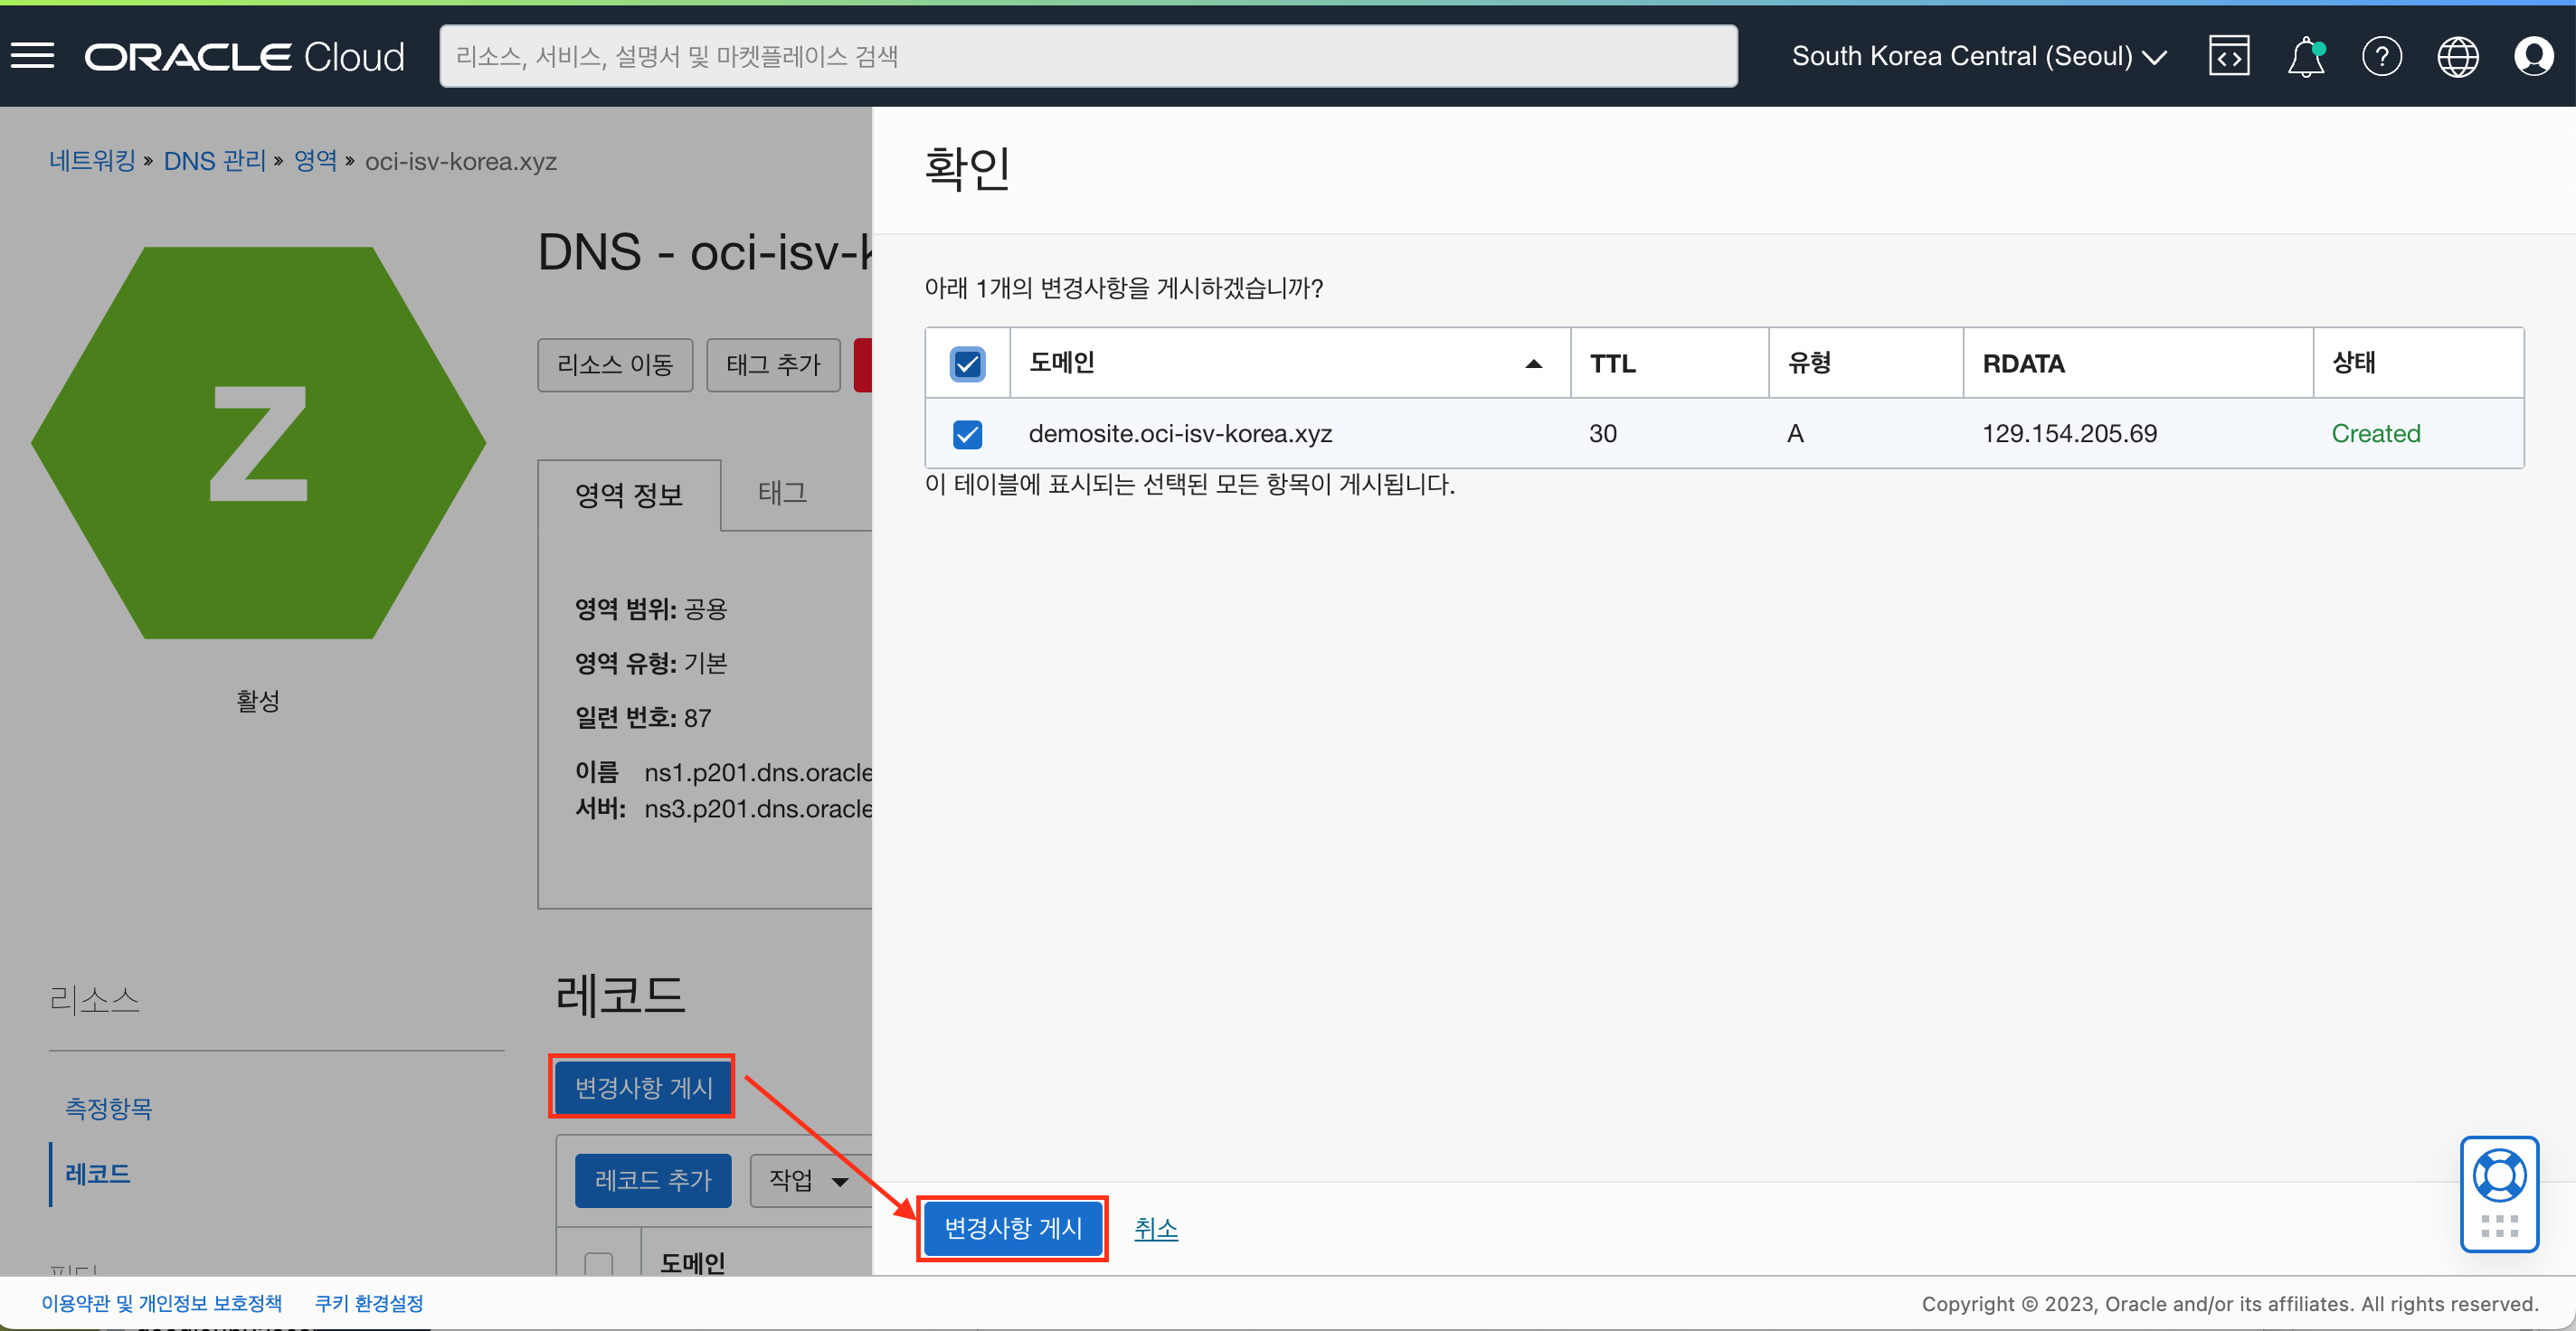 ORACLE Cloud
리소스, 서비스, 설명서 및 마켓플레이스 검색
South Korea Central (Seoul)
네트워킹 » DNS 관리 » 영역 » oci-isv-korea.xyz
Z
활성
DNS - oci-isv-k
리소스 이동
태그 추가
영역 정보
태그
영역 범위: 공용
영역 유형: 기본
일련 번호: 87
이름 서버:
ns1.p201.dns.oracle
ns3.p201.dns.oracle
리소스
측정항목
레코드
레코드
변경사항 게시
레코드 추가
작업
도메인
확인
아래 1개의 변경사항을 게시하겠습니까?
도메인 TTL 유형 RDATA 상태
demosite.oci-isv-korea.xyz 30 A 129.154.205.69 Created
이 테이블에 표시되는 선택된 모든 항목이 게시됩니다.
변경사항 게시
취소
이용약관 및 개인정보 보호정책
쿠키 환경설정
Copyright © 2023, Oracle and/or its affiliates. All rights reserved.